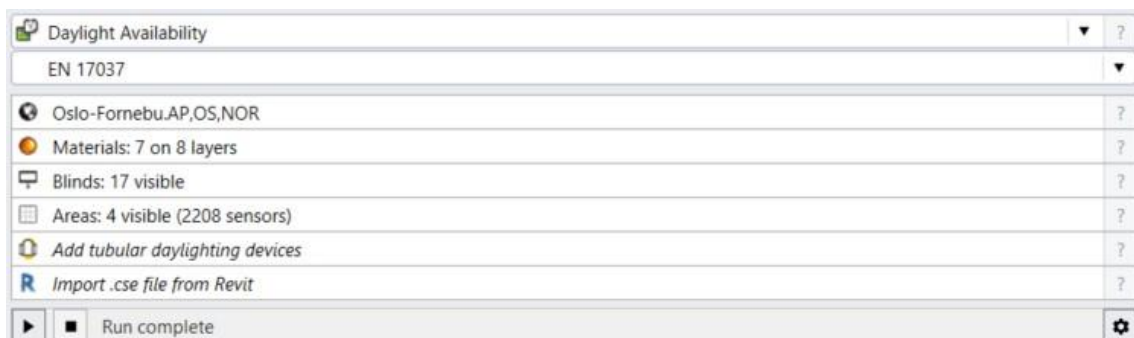 Daylight Availability ?
EN 17037
Oslo-Fornebu.AP,OS,NOR ?
Materials: 7 on 8 layers ?
Blinds: 17 visible ?
Areas: 4 visible (2208 sensors) ?
Add tubular daylighting devices ?
R Import .cse file from Revit ?
Run complete